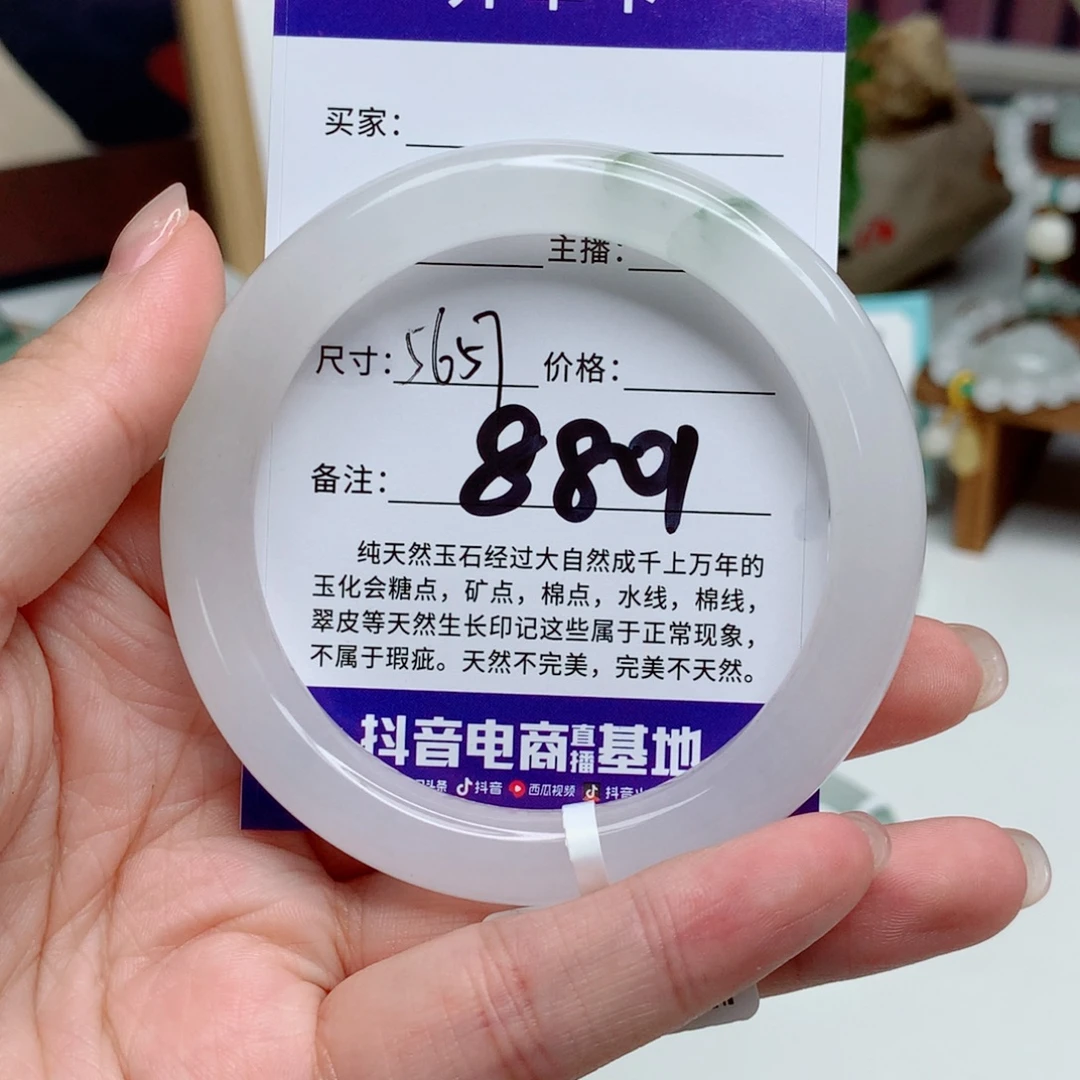 买家：
主播：
尺寸：5657 价格：
备注：889
纯天然玉石经过大自然成千上万年的
玉化会糖点，矿点，棉点，水线，棉线，
翠皮等天然生长印记这些属于正常现象，
不属于瑕疵。天然不完美，完美不天然。
抖音电商直播基地
头条 抖音 西瓜视频 抖音